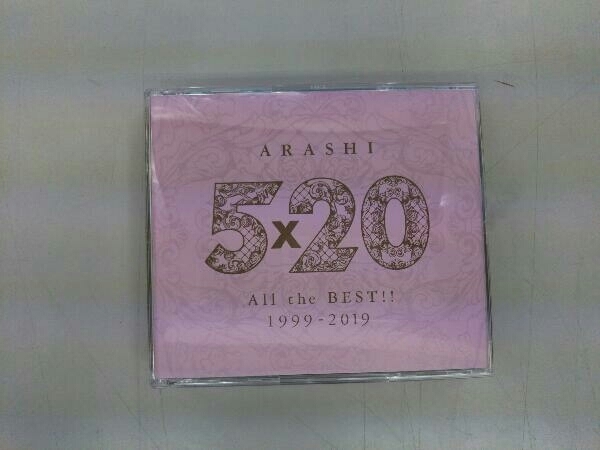 ARASHI
5x20
All the BEST!!
1999-2019